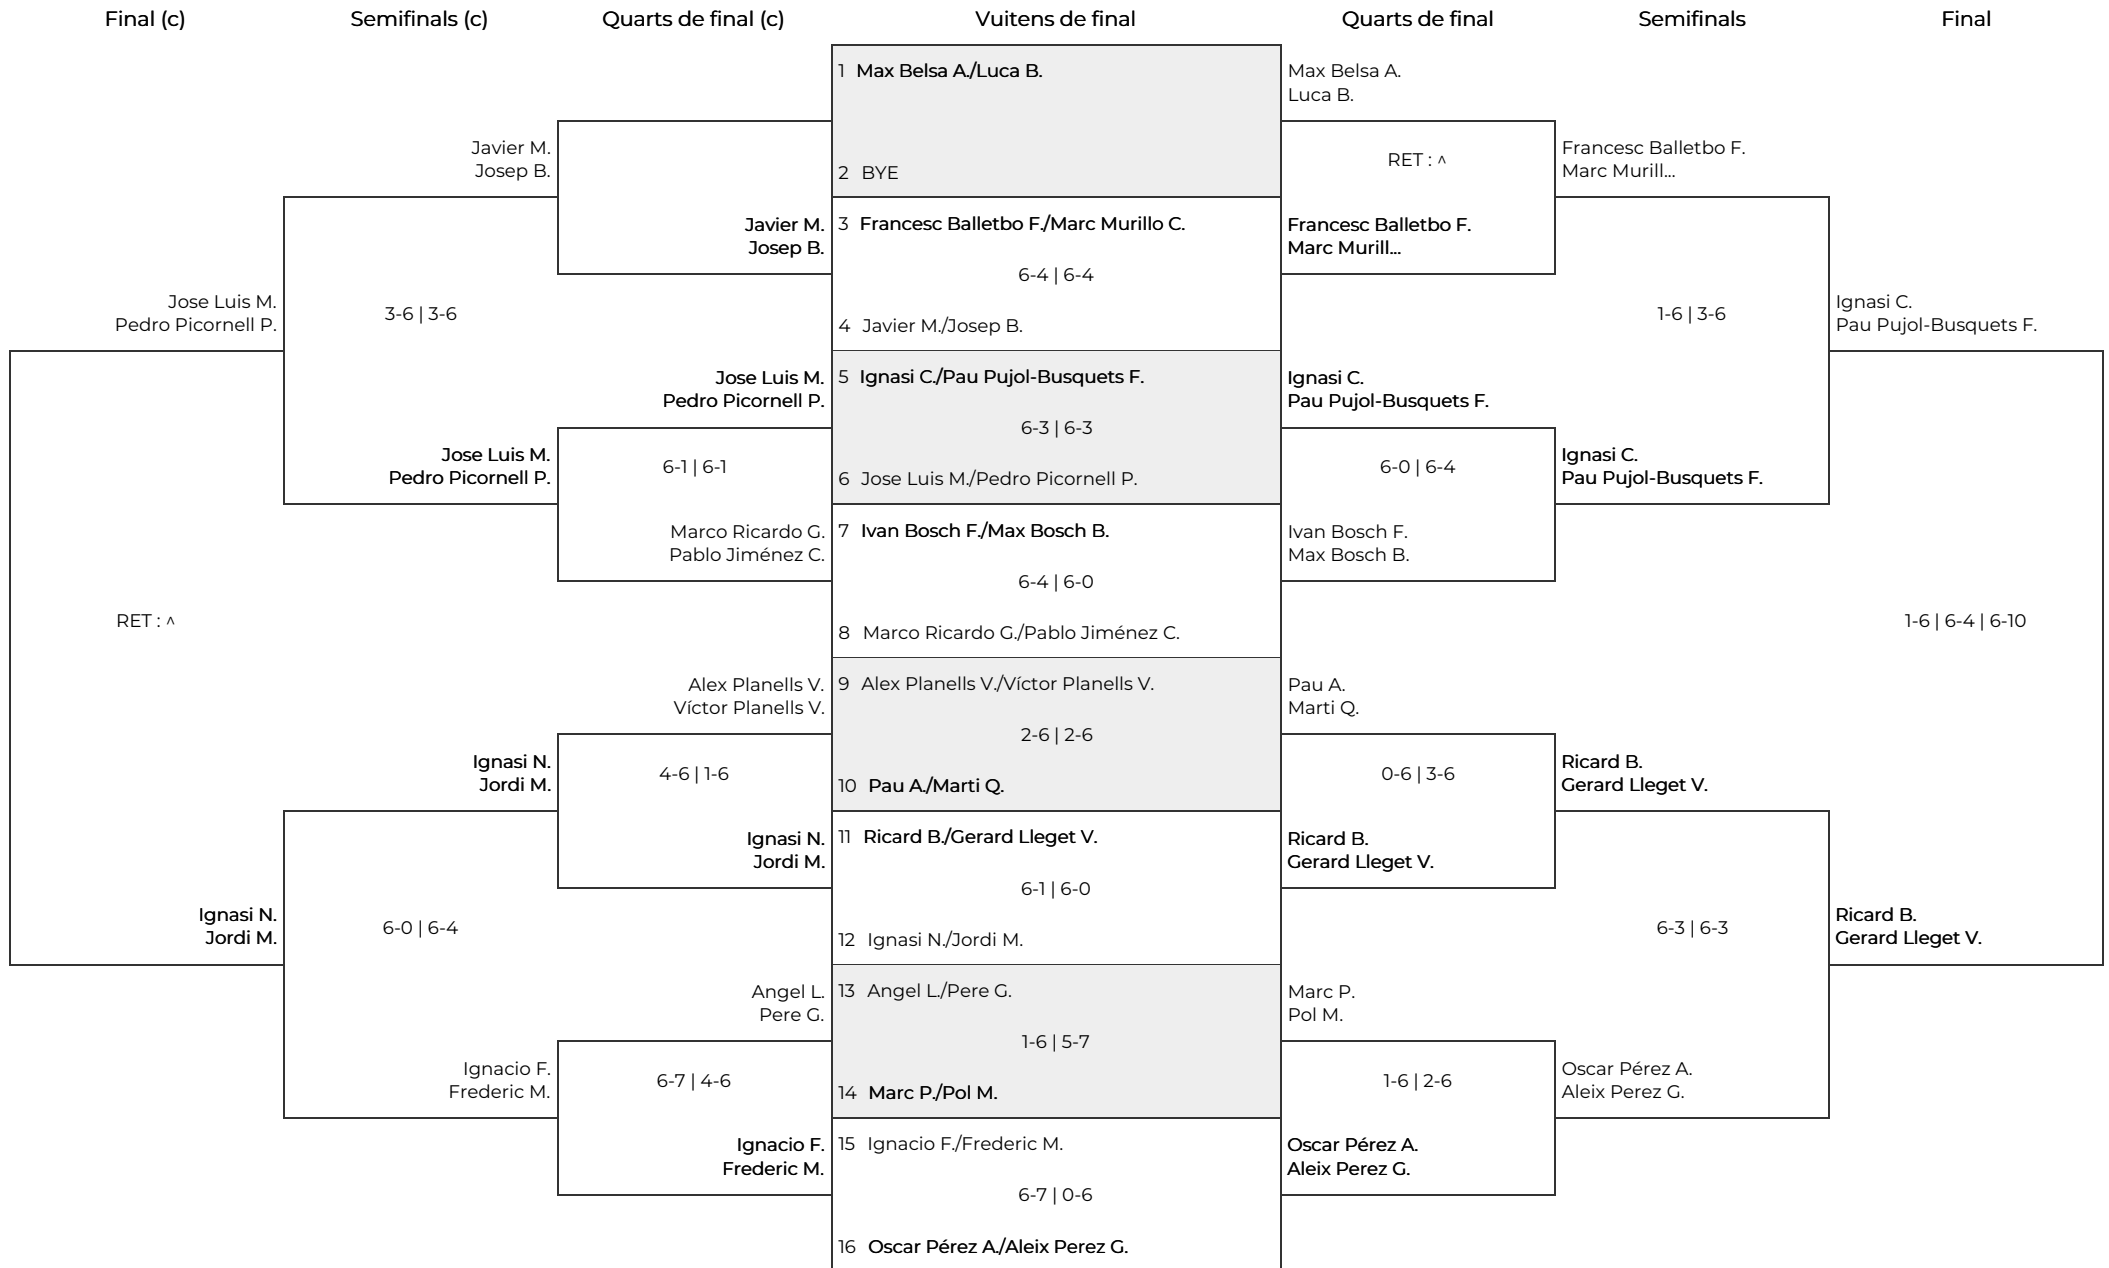 Final (c)
Semifinals (c)
Quarts de final (c)
Vuitens de final
Quarts de final
Semifinals
Final
Jose Luis M.
Pedro Picornell P.
RET : ^
Ignasi N.
Jordi M.
Javier M.
Josep B.
3-6 | 3-6
Jose Luis M.
Pedro Picornell P.
Ignasi N.
Jordi M.
6-0 | 6-4
Ignacio F.
Frederic M.
Javier M.
Josep B.
Jose Luis M.
Pedro Picornell P.
6-1 | 6-1
Marco Ricardo G.
Pablo Jiménez C.
Alex Planells V.
Víctor Planells V.
4-6 | 1-6
Ignasi N.
Jordi M.
Angel L.
Pere G.
6-7 | 4-6
Ignacio F.
Frederic M.
1 Max Belsa A./Luca B.
2 BYE
3 Francesc Balletbo F./Marc Murillo C.
6-4 | 6-4
4 Javier M./Josep B.
5 Ignasi C./Pau Pujol-Busquets F.
6-3 | 6-3
6 Jose Luis M./Pedro Picornell P.
7 Ivan Bosch F./Max Bosch B.
6-4 | 6-0
8 Marco Ricardo G./Pablo Jiménez C.
9 Alex Planells V./Víctor Planells V.
2-6 | 2-6
10 Pau A./Marti Q.
11 Ricard B./Gerard Lleget V.
6-1 | 6-0
12 Ignasi N./Jordi M.
13 Angel L./Pere G.
1-6 | 5-7
14 Marc P./Pol M.
15 Ignacio F./Frederic M.
6-7 | 0-6
16 Oscar Pérez A./Aleix Perez G.
Max Belsa A.
Luca B.
RET : ^
Francesc Balletbo F.
Marc Murill...
Ignasi C.
Pau Pujol-Busquets F.
6-0 | 6-4
Ivan Bosch F.
Max Bosch B.
Pau A.
Marti Q.
0-6 | 3-6
Ricard B.
Gerard Lleget V.
Marc P.
Pol M.
1-6 | 2-6
Oscar Pérez A.
Aleix Perez G.
Francesc Balletbo F.
Marc Murill...
1-6 | 3-6
Ignasi C.
Pau Pujol-Busquets F.
Ricard B.
Gerard Lleget V.
6-3 | 6-3
Oscar Pérez A.
Aleix Perez G.
Ignasi C.
Pau Pujol-Busquets F.
1-6 | 6-4 | 6-10
Ricard B.
Gerard Lleget V.